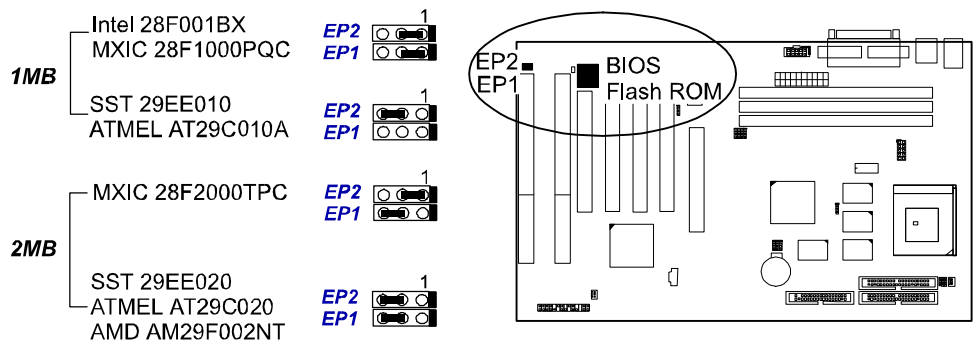 1MB
Intel 28F001BX
MXIC 28F1000PQC
EP2
1
EP1
SST 29EE010
ATMEL AT29C010A
EP2
1
EP1
2MB
MXIC 28F2000TPC
EP2
1
EP1
SST 29EE020
ATMEL AT29C020
AMD AM29F002NT
EP2
1
EP1
EP2
EP1
BIOS
Flash ROM